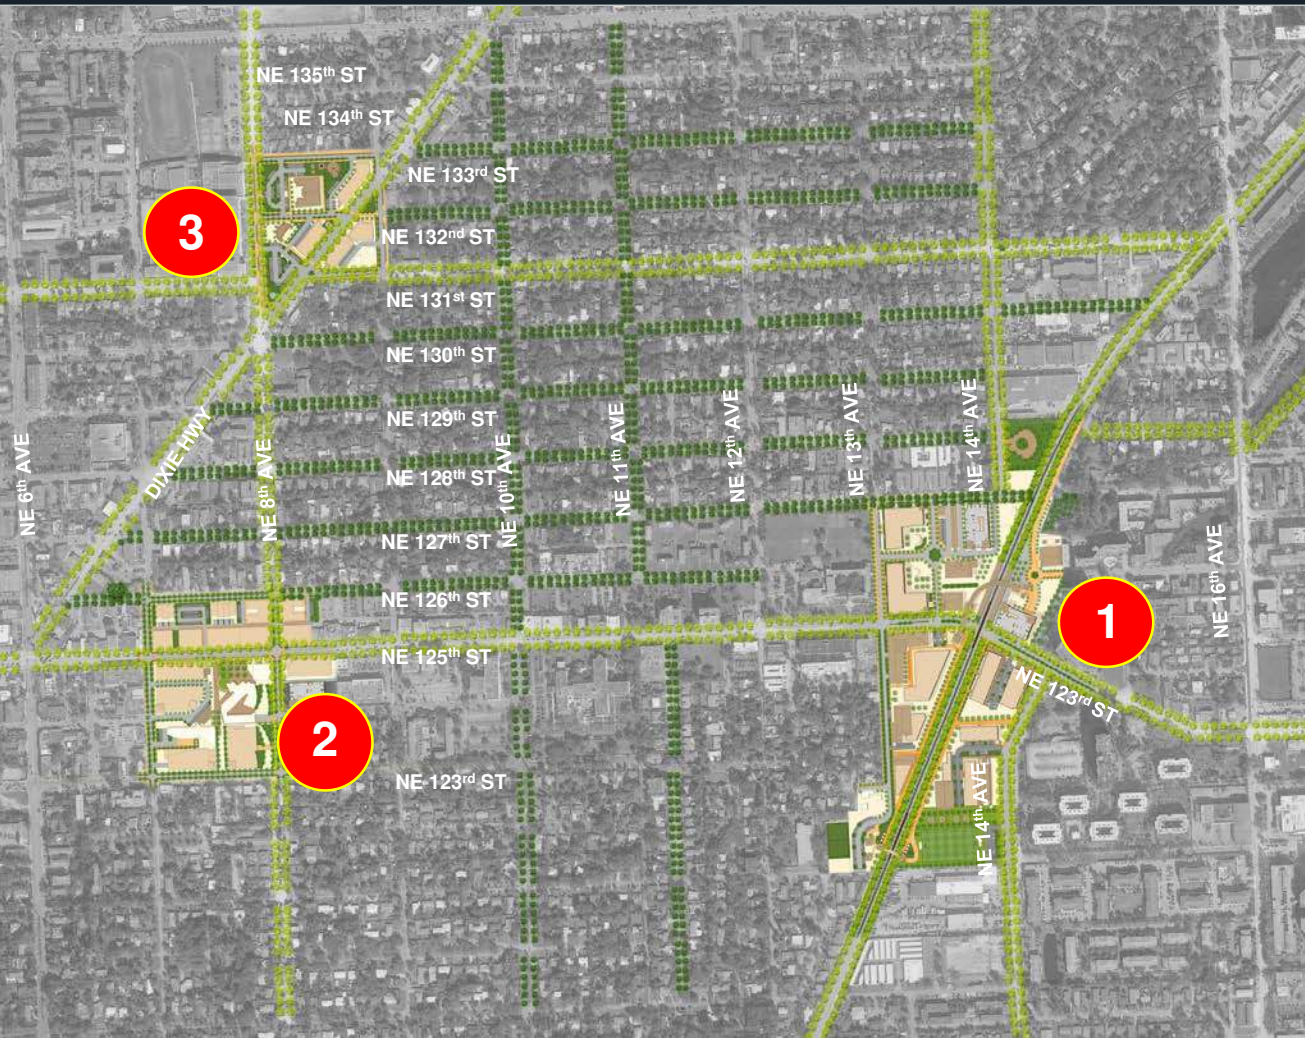 NE 135th ST
NE 134th ST
NE 133rd ST
3
NE 132nd ST
NE 131st ST
NE 130th ST
NE 129th ST
NE 128th ST
NE 127th ST
NE 126th ST
NE 125th ST
NE 123rd ST
NE 6th AVE
DIXIE HWY
NE 8th AVE
NE 10th AVE
NE 11th AVE
NE 12th AVE
NE 13th AVE
NE 14th AVE
NE 16th AVE
1
NE 123rd ST
2
NE 14th AVE